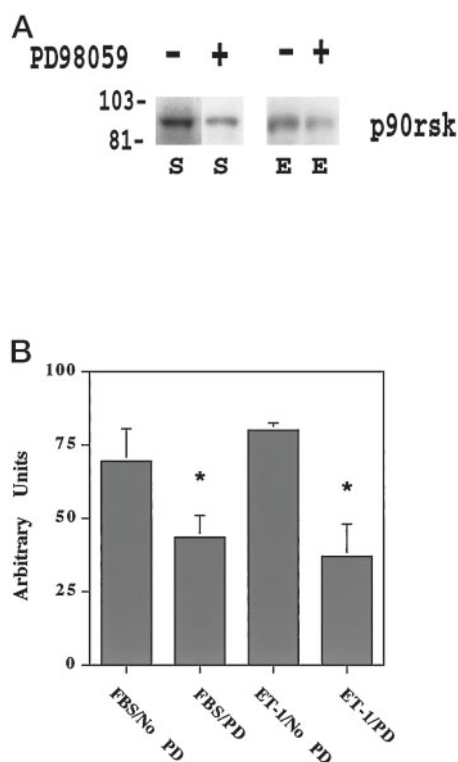 A
PD98059 - + - +
103-
81-
p90rsk
S S E E
B
100
75
50
25
0
Arbitrary Units
* *
FBS/No PD
FBS/PD
ET-1/No PD
ET-1/PD